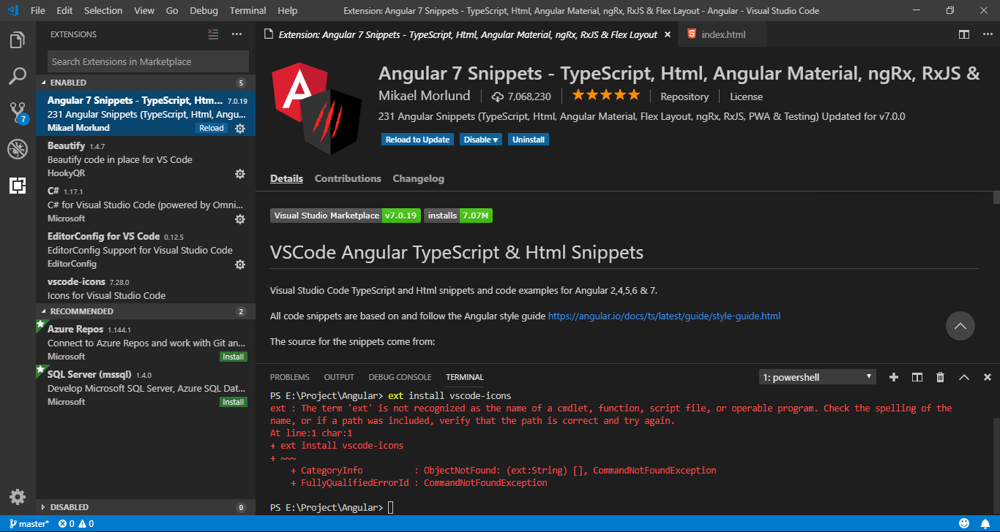 File Edit Selection View Go Debug Terminal Help
Extension: Angular 7 Snippets - TypeScript, Html, Angular Material, ngRx, RxJS & Flex Layout - Angular - Visual Studio Code
EXTENSIONS
Search Extensions in Marketplace
ENABLED 5
Angular 7 Snippets - TypeScript, Htm... 7.0.19
231 Angular Snippets (TypeScript, Html, Angu...
Mikael Morlund Reload
Beautify 1.4.7
Beautify code in place for VS Code
HookyQR
C# 1.17.1
C# for Visual Studio Code (powered by Omni...
Microsoft
EditorConfig for VS Code 0.12.5
EditorConfig Support for Visual Studio Code
EditorConfig
vscode-icons 7.28.0
Icons for Visual Studio Code
RECOMMENDED 2
Azure Repos 1.144.1
Connect to Azure Repos and work with Git an...
Microsoft Install
SQL Server (mssql) 1.4.0
Develop Microsoft SQL Server, Azure SQL Dat...
Microsoft Install
DISABLED 0
7
Extension: Angular 7 Snippets - TypeScript, Html, Angular Material, ngRx, RxJS & Flex Layout
index.html
A
Angular 7 Snippets - TypeScript, Html, Angular Material, ngRx, RxJS &
Mikael Morlund 7,068,230 Repository License
231 Angular Snippets (TypeScript, Html, Angular Material, Flex Layout, ngRx, RxJS, PWA & Testing) Updated for v7.0.0
Reload to Update Disable Uninstall
Details Contributions Changelog
Visual Studio Marketplace v7.0.19 installs 7.07M
VSCode Angular TypeScript & Html Snippets
Visual Studio Code TypeScript and Html snippets and code examples for Angular 2,4,5,6 & 7.
All code snippets are based on and follow the Angular style guide https://angular.io/docs/ts/latest/guide/style-guide.html
The source for the snippets come from:
PROBLEMS OUTPUT DEBUG CONSOLE TERMINAL 1: powershell
PS E:\Project\Angular> ext install vscode-icons
ext : The term 'ext' is not recognized as the name of a cmdlet, function, script file, or operable program. Check the spelling of the
name, or if a path was included, verify that the path is correct and try again.
At line:1 char:1
+ ext install vscode-icons
+ ~~~
+ CategoryInfo : ObjectNotFound: (ext:String) [], CommandNotFoundException
+ FullyQualifiedErrorId : CommandNotFoundException
PS E:\Project\Angular>
master* 0 0